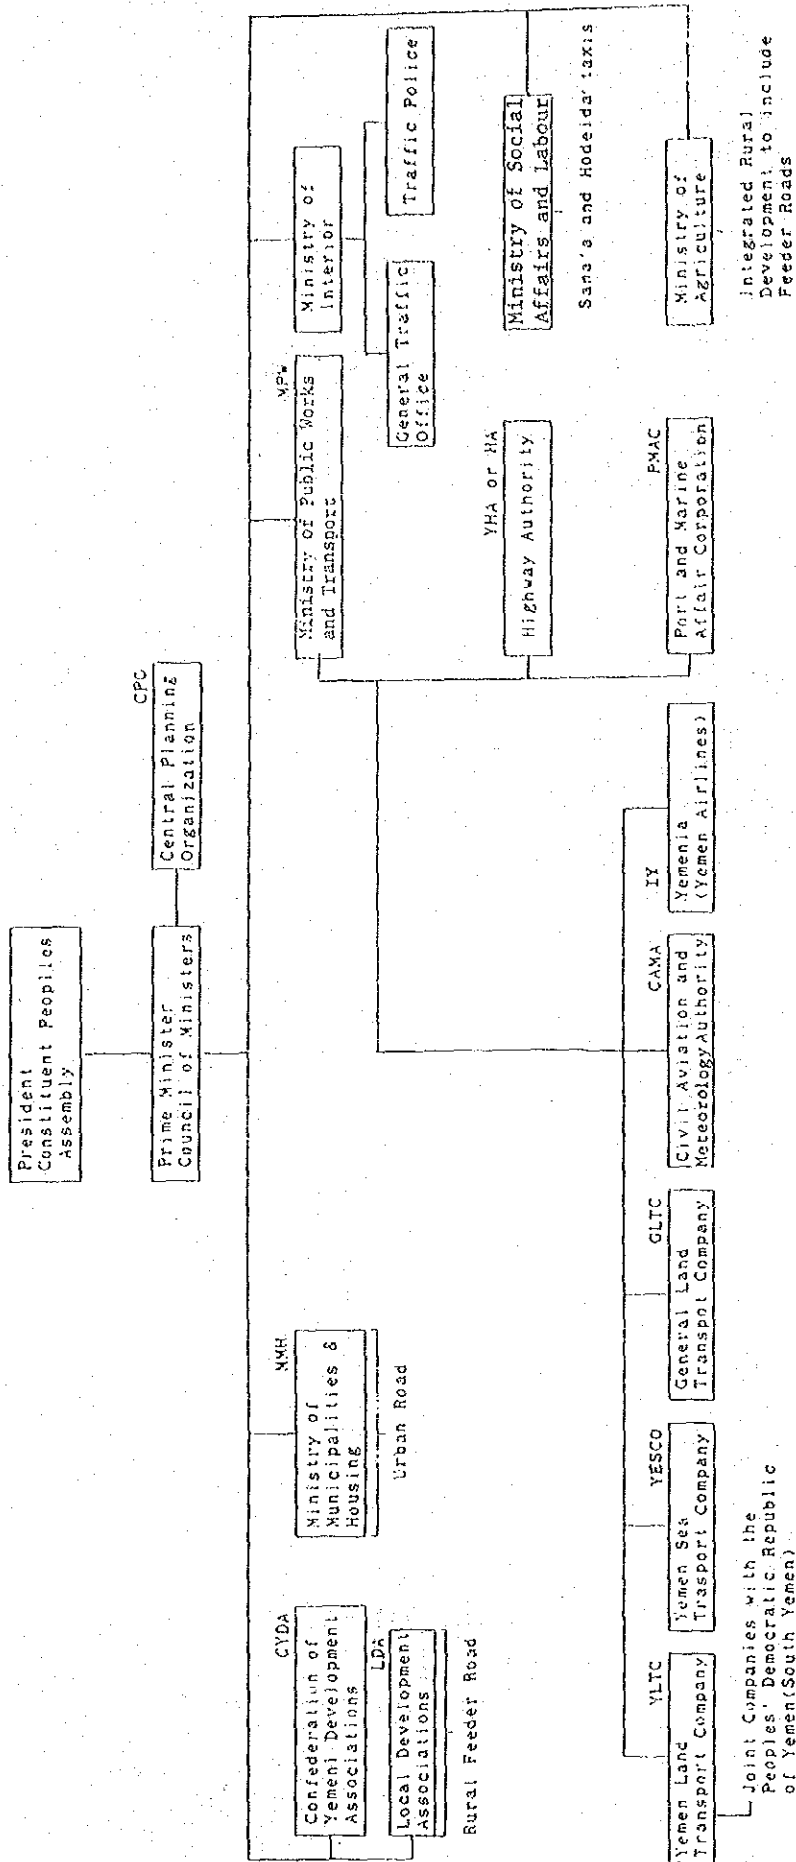 President
Constituent Peopiles
Assembly
Prime Minister
Council of Ministers
CPC
Central Planning
Organization
CYDA
Confederation of
Yemeni Development
Associations
LDA
Local Development
Associations
Rural Feeder Road
MMH
Ministry of
Municipalities &
Housing
Urban Road
MPW
Ministry of Public Works
and Transport
Ministry of
Interior
General Traffic
Office
Traffic Police
YHA or HA
Highway Authority
Ministry of Social
Affairs and Labour
Sana'a and Hodeida taxis
YLTC
Yemen Land
Transport Company
Joint Companies with the
Peoples' Democratic Republic
of Yemen(South Yemen)
YESCO
Yemen Sea
Trasport Company
GLTC
General Land
Transpot Company
CAMA
Civil Aviation and
MeteorologyAuthority
IY
Yemenia
(Yemen Airlines)
PMAC
Port and Marine
Affair Corporation
Ministry of
Agriculture
Integrated Rural
Development to include
Feeder Roads